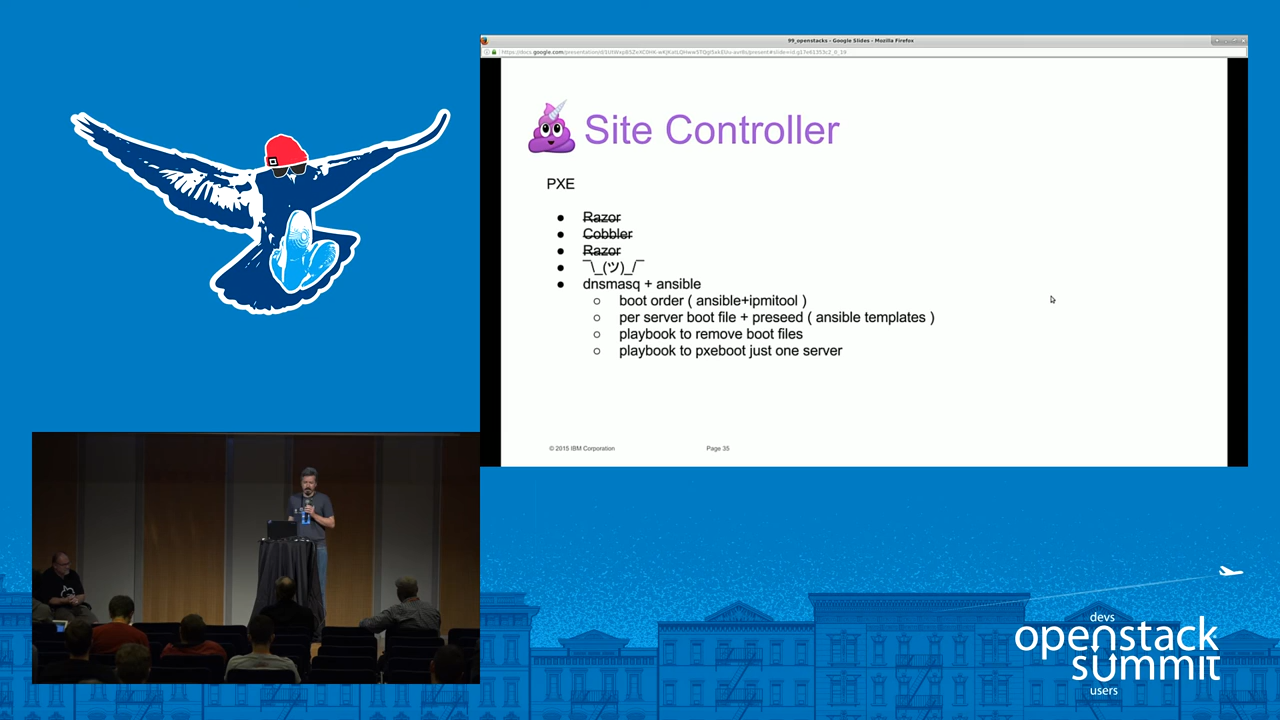 99_openstacks - Google Slides - Mozilla Firefox
Site Controller
PXE
● Razor
● Cobbler
● Razor
● ¯\_(ツ)_/¯
● dnsmasq + ansible
○ boot order ( ansible+ipmitool )
○ per server boot file + preseed ( ansible templates )
○ playbook to remove boot files
○ playbook to pxeboot just one server
© 2015 IBM Corporation Page 35
devs
openstack
summit
users